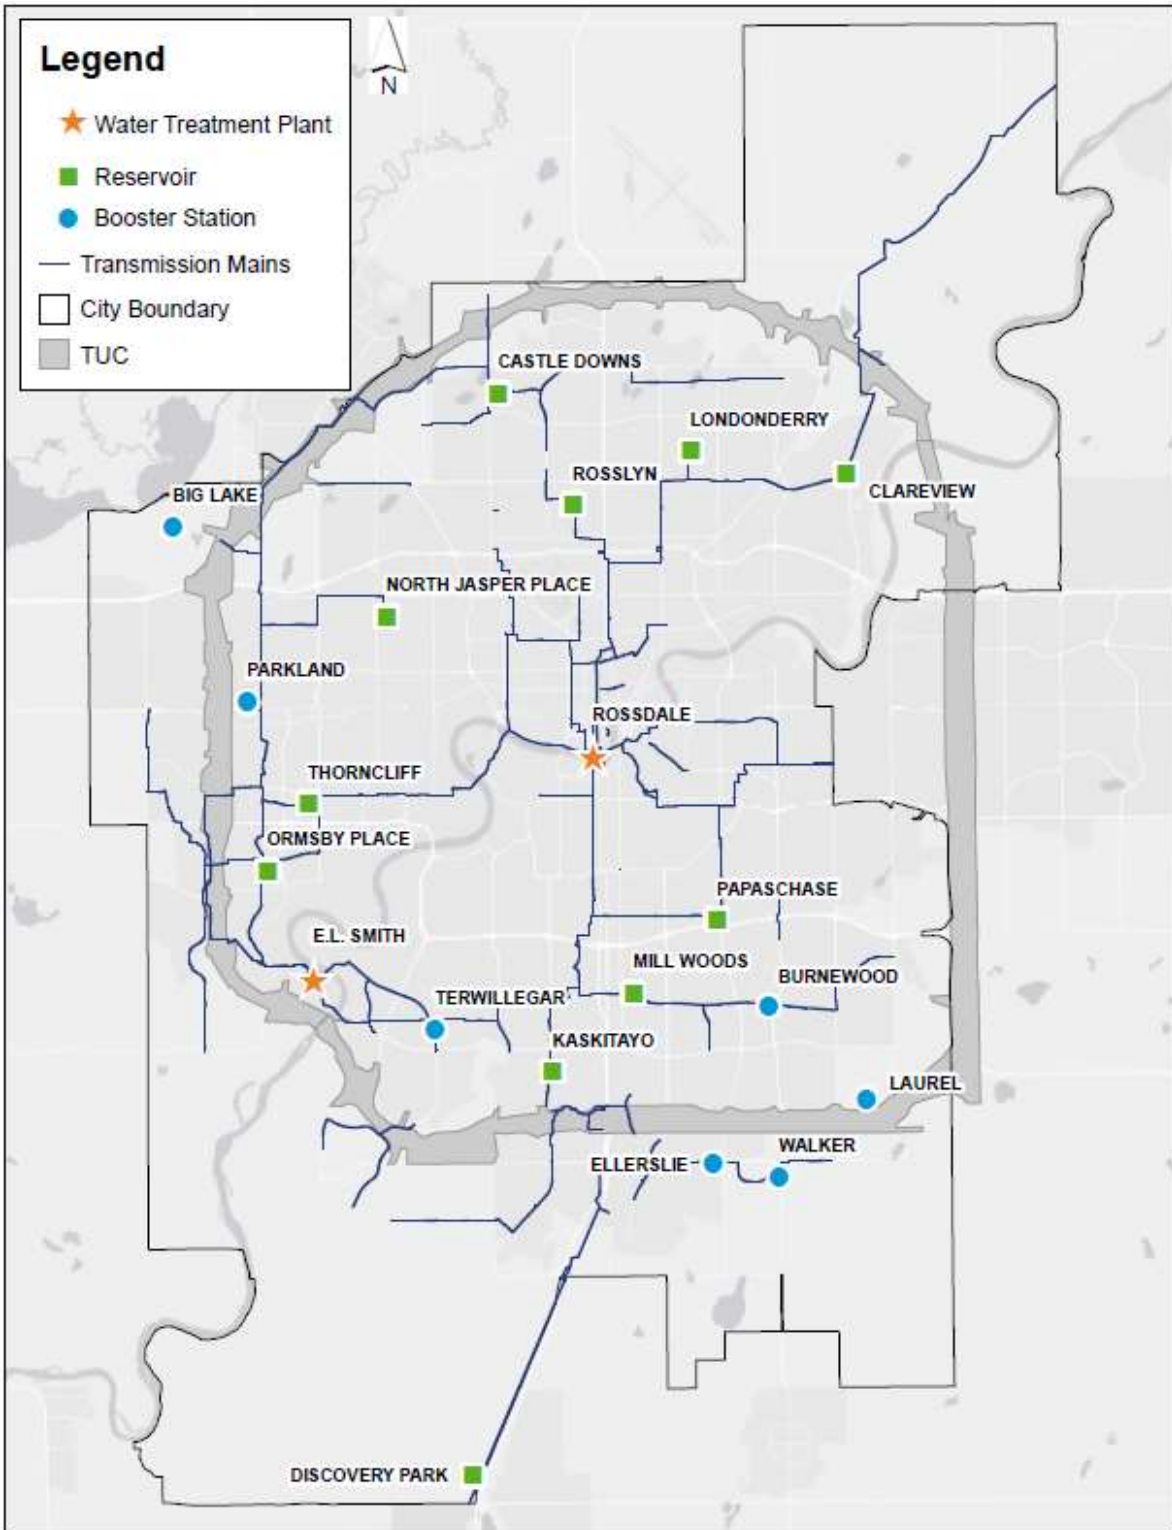 Legend
N
Water Treatment Plant
Reservoir
Booster Station
Transmission Mains
City Boundary
TUC
CASTLE DOWNS
LONDONDERRY
ROSSLYN
CLAREVIEW
BIG LAKE
NORTH JASPER PLACE
PARKLAND
ROSSDALE
THORNCLIFF
ORMSBY PLACE
PAPASCHASE
E.L. SMITH
MILL WOODS
BURNEWOOD
TERWILLEGAR
KASKITAYO
LAUREL
WALKER
ELLERSLIE
DISCOVERY PARK